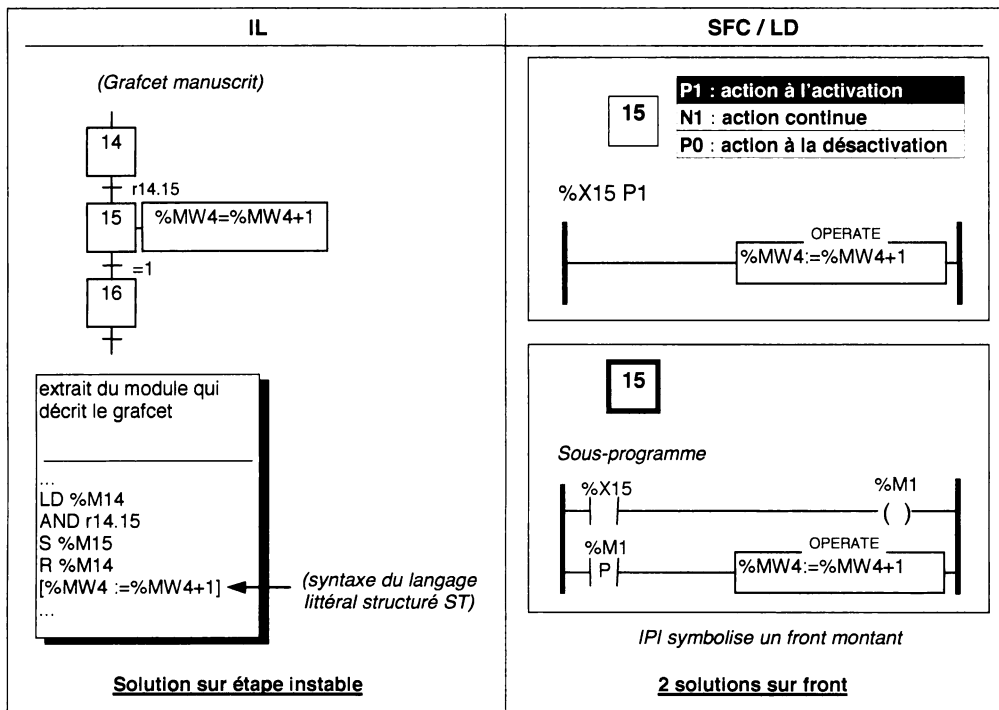 IL
(Grafcet manuscrit)
14
r14.15
15
%MW4=%MW4+1
=1
16
extrait du module qui
décrit le grafcet
...
LD %M14
AND r14.15
S %M15
R %M14
[%MW4 :=%MW4+1]
...
(syntaxe du langage
littéral structuré ST)
Solution sur étape instable
SFC / LD
15
P1 : action à l'activation
N1 : action continue
P0 : action à la désactivation
%X15 P1
OPERATE
%MW4:=%MW4+1
15
Sous-programme
%X15
%M1
( )
%M1
P
OPERATE
%MW4:=%MW4+1
IPI symbolise un front montant
2 solutions sur front